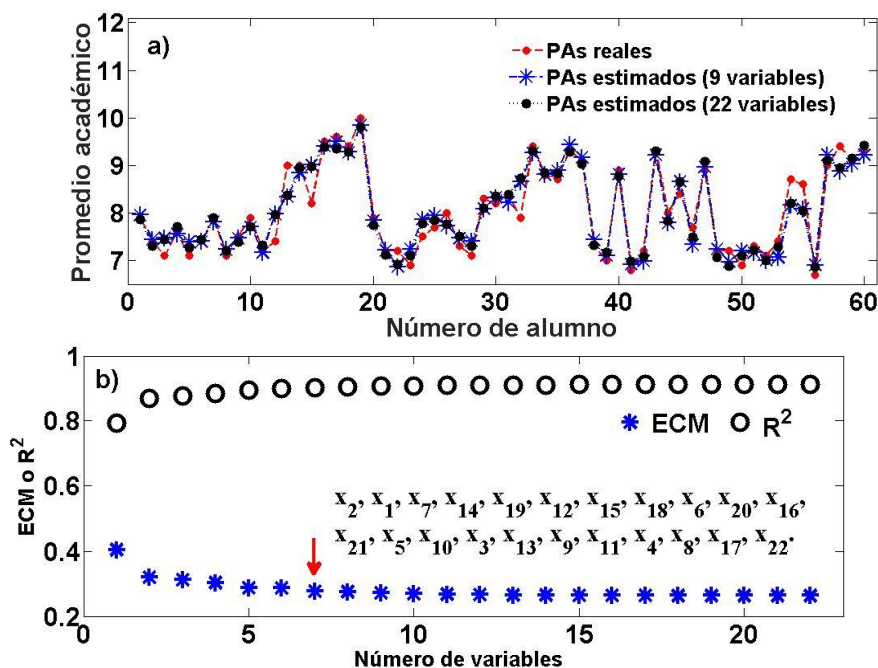 a)
PAs reales
PAs estimados (9 variables)
PAs estimados (22 variables)
Promedio académico
12
11
10
9
8
7
0 10 20 30 40 50 60
Número de alumno
b)
ECM o R²
1
0.8
0.6
0.4
0.2
ECM R²
x₂, x₁, x₇, x₁₄, x₁₉, x₁₂, x₁₅, x₁₈, x₆, x₂₀, x₁₆,
x₂₁, x₅, x₁₀, x₃, x₁₃, x₉, x₁₁, x₄, x₈, x₁₇, x₂₂.
0 5 10 15 20
Número de variables